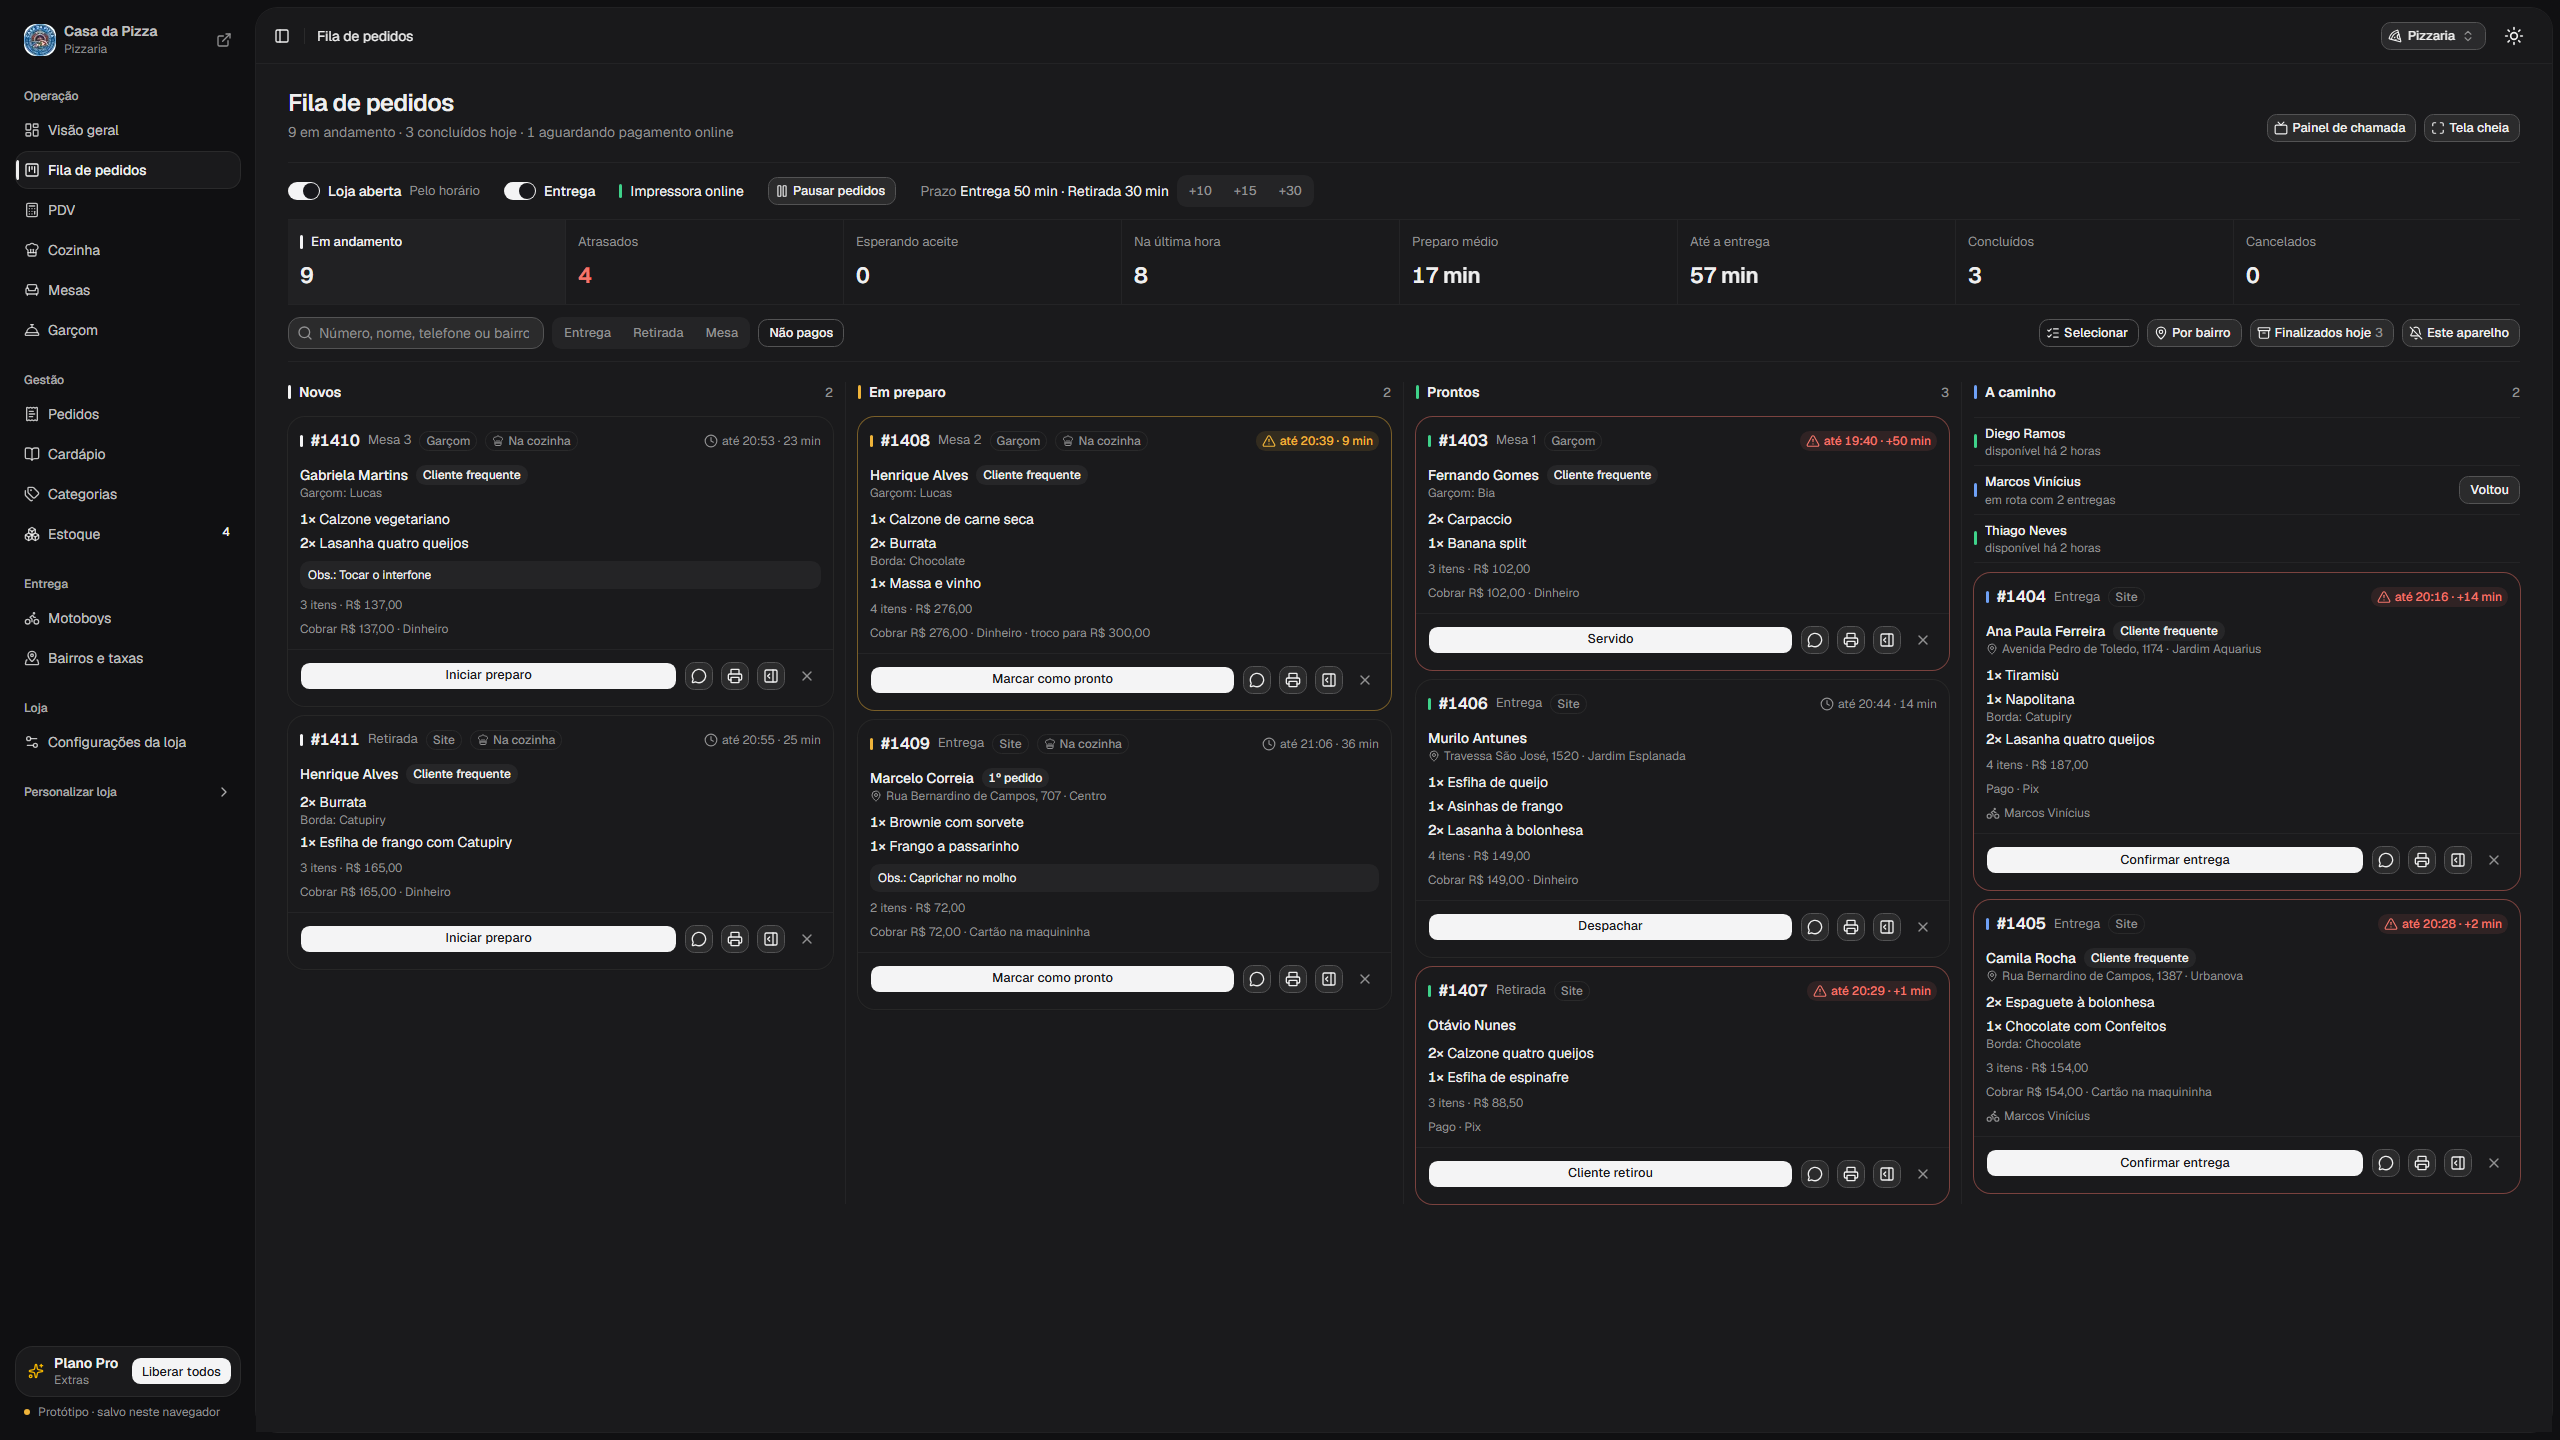 Casa da Pizza
Pizzaria
Operação
Visão geral
Fila de pedidos
PDV
Cozinha
Mesas
Garçom
Gestão
Pedidos
Cardápio
Categorias
Estoque 4
Entrega
Motoboys
Bairros e taxas
Loja
Configurações da loja
Personalizar loja
Plano Pro
Extras
Liberar todos
Protótipo · salvo neste navegador
Fila de pedidos
Pizzaria
Fila de pedidos
9 em andamento · 3 concluídos hoje · 1 aguardando pagamento online
Painel de chamada
Tela cheia
Loja aberta Pelo horário Entrega Impressora online Pausar pedidos Prazo Entrega 50 min · Retirada 30 min +10 +15 +30
Em andamento
9
Atrasados
4
Esperando aceite
0
Na última hora
8
Preparo médio
17 min
Até a entrega
57 min
Concluídos
3
Cancelados
0
Número, nome, telefone ou bairro
Entrega Retirada Mesa Não pagos
Selecionar
Por bairro
Finalizados hoje 3
Este aparelho
Novos 2
#1410 Mesa 3 Garçom Na cozinha até 20:53 · 23 min
Gabriela Martins Cliente frequente
Garçom: Lucas
1× Calzone vegetariano
2× Lasanha quatro queijos
Obs.: Tocar o interfone
3 itens · R$ 137,00
Cobrar R$ 137,00 · Dinheiro
Iniciar preparo
#1411 Retirada Site Na cozinha até 20:55 · 25 min
Henrique Alves Cliente frequente
2× Burrata
Borda: Catupiry
1× Esfiha de frango com Catupiry
3 itens · R$ 165,00
Cobrar R$ 165,00 · Dinheiro
Iniciar preparo
Em preparo 2
#1408 Mesa 2 Garçom Na cozinha até 20:39 · 9 min
Henrique Alves Cliente frequente
Garçom: Lucas
1× Calzone de carne seca
2× Burrata
Borda: Chocolate
1× Massa e vinho
4 itens · R$ 276,00
Cobrar R$ 276,00 · Dinheiro · troco para R$ 300,00
Marcar como pronto
#1409 Entrega Site Na cozinha até 21:06 · 36 min
Marcelo Correia 1º pedido
Rua Bernardino de Campos, 707 · Centro
1× Brownie com sorvete
1× Frango a passarinho
Obs.: Caprichar no molho
2 itens · R$ 72,00
Cobrar R$ 72,00 · Cartão na maquininha
Marcar como pronto
Prontos 3
#1403 Mesa 1 Garçom até 19:40 · +50 min
Fernando Gomes Cliente frequente
Garçom: Bia
2× Carpaccio
1× Banana split
3 itens · R$ 102,00
Cobrar R$ 102,00 · Dinheiro
Servido
#1406 Entrega Site até 20:44 · 14 min
Murilo Antunes
Travessa São José, 1520 · Jardim Esplanada
1× Esfiha de queijo
1× Asinhas de frango
2× Lasanha à bolonhesa
4 itens · R$ 149,00
Cobrar R$ 149,00 · Dinheiro
Despachar
#1407 Retirada Site até 20:29 · +1 min
Otávio Nunes
2× Calzone quatro queijos
1× Esfiha de espinafre
3 itens · R$ 88,50
Pago · Pix
Cliente retirou
A caminho 2
Diego Ramos
disponível há 2 horas
Marcos Vinícius
em rota com 2 entregas
Voltou
Thiago Neves
disponível há 2 horas
#1404 Entrega Site até 20:16 · +14 min
Ana Paula Ferreira Cliente frequente
Avenida Pedro de Toledo, 1174 · Jardim Aquarius
1× Tiramisù
1× Napolitana
Borda: Catupiry
2× Lasanha quatro queijos
4 itens · R$ 187,00
Pago · Pix
Marcos Vinícius
Confirmar entrega
#1405 Entrega Site até 20:28 · +2 min
Camila Rocha Cliente frequente
Rua Bernardino de Campos, 1387 · Urbanova
2× Espaguete à bolonhesa
1× Chocolate com Confeitos
Borda: Chocolate
3 itens · R$ 154,00
Cobrar R$ 154,00 · Cartão na maquininha
Marcos Vinícius
Confirmar entrega